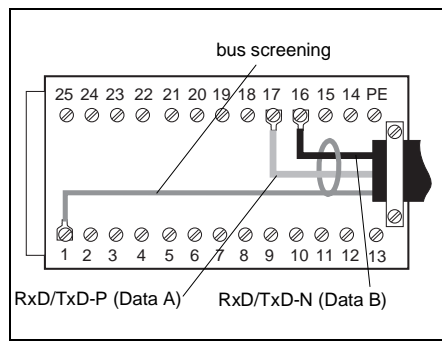 bus screening
25 24 23 22 21 20 19 18 17 16 15 14 PE
1 2 3 4 5 6 7 8 9 10 11 12 13
RxD/TxD-P (Data A) RxD/TxD-N (Data B)